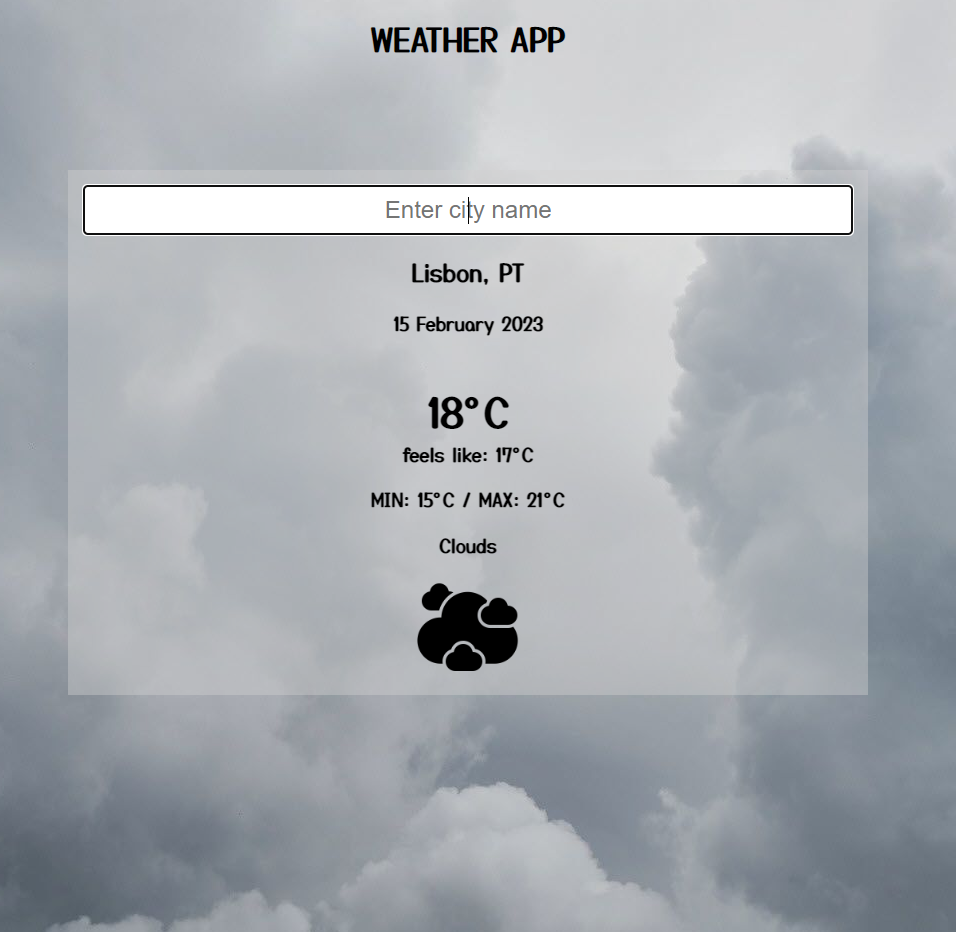 WEATHER APP
Enter city name
Lisbon, PT
15 February 2023
18°C
feels like: 17°C
MIN: 15°C / MAX: 21°C
Clouds